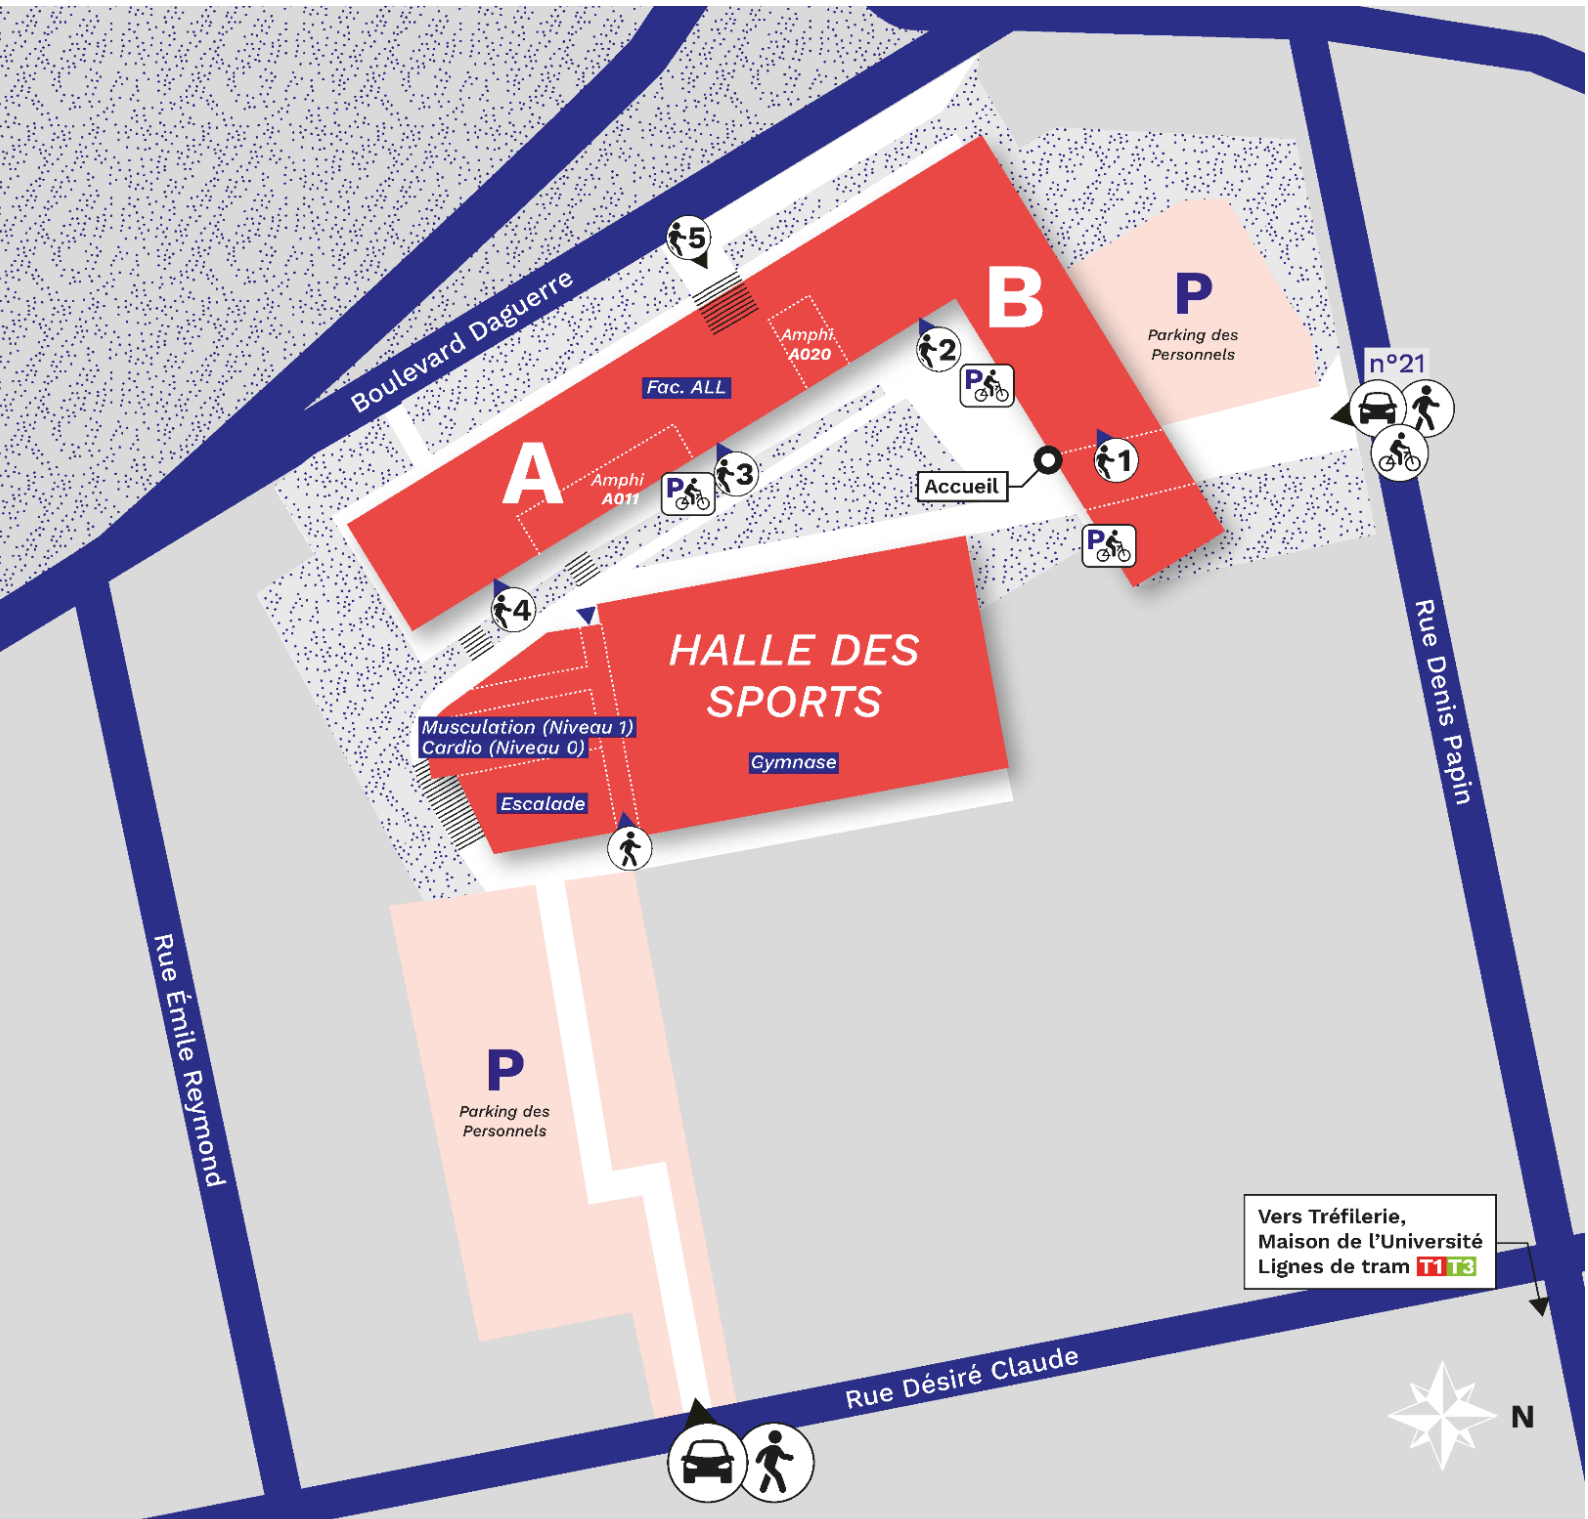 5
Boulevard Daguerre
B
P
Parking des
Personnels
Amphi
A020
2
n°21
Fac. ALL
P
A
Amphi
A011
P
3
1
Accueil
P
4
HALLE DES
SPORTS
Musculation (Niveau 1)
Cardio (Niveau 0)
Gymnase
Escalade
Rue Denis Papin
Rue Émile Reymond
P
Parking des
Personnels
Vers Tréfilerie,
Maison de l'Université
Lignes de tram T1 T3
Rue Désiré Claude
N